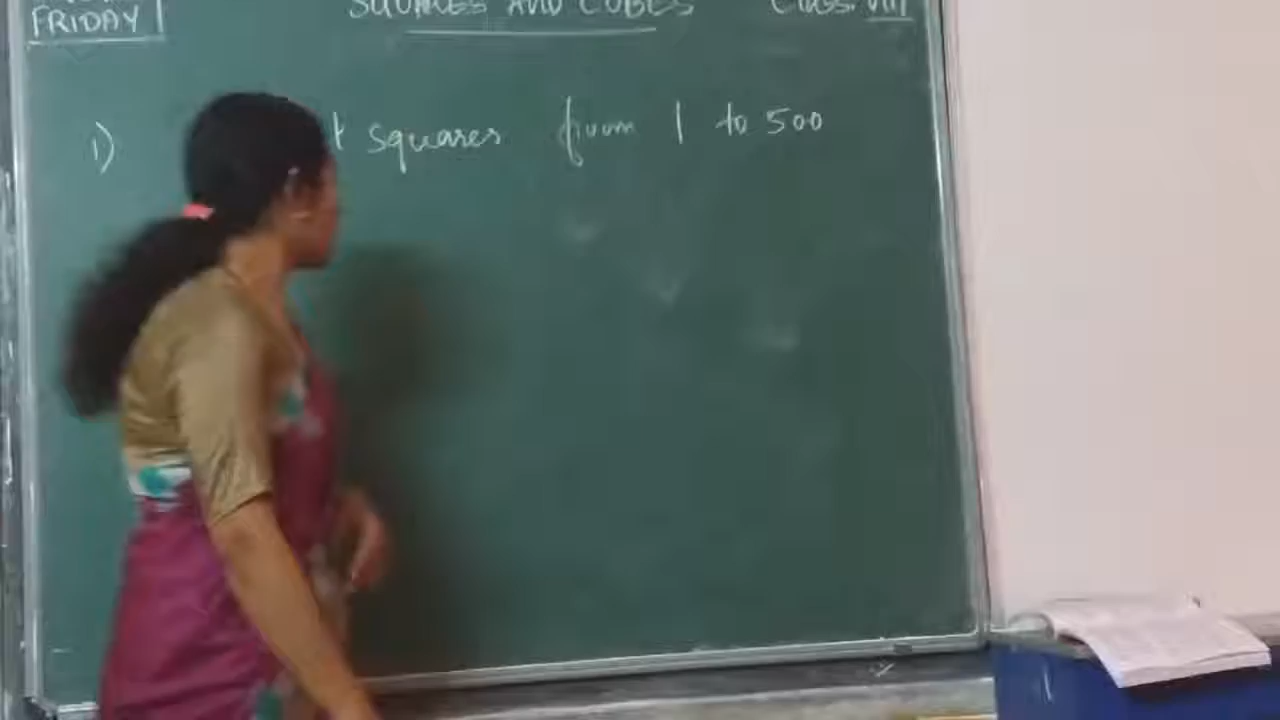 FRIDAY SQUARES AND CUBES Class: VIII
1) t squares from 1 to 500